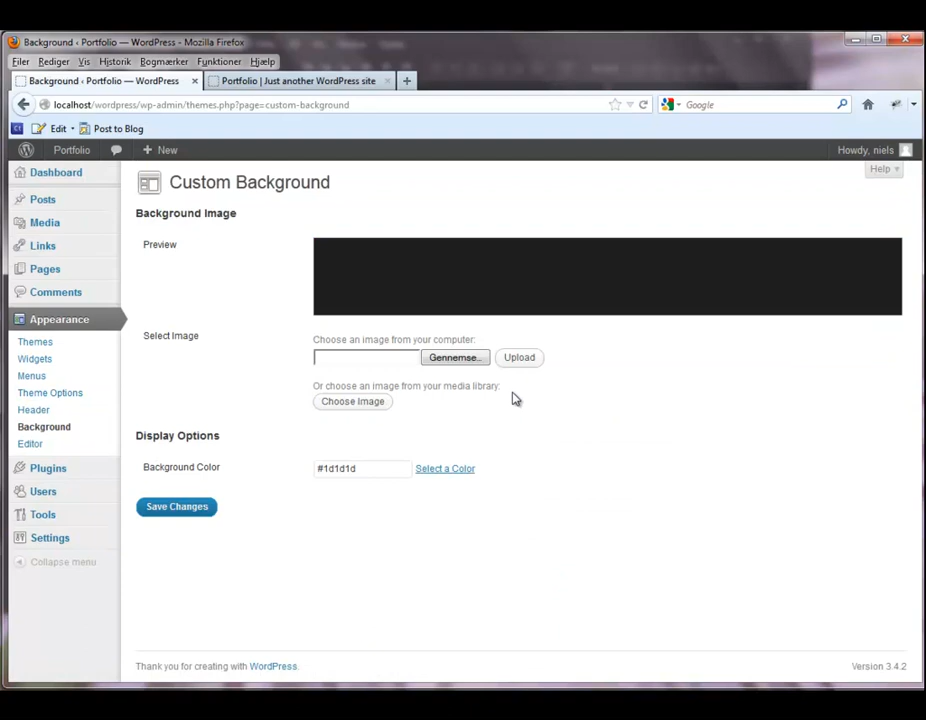 Background ‹ Portfolio — WordPress - Mozilla Firefox
Filer Rediger Vis Historik Bogmærker Funktioner Hjælp
Background ‹ Portfolio — WordPress × Portfolio | Just another WordPress site × +
localhost/wordpress/wp-admin/themes.php?page=custom-background Google
Edit Post to Blog
Portfolio + New Howdy, niels
Help
Dashboard
Posts
Media
Links
Pages
Comments
Appearance
Themes
Widgets
Menus
Theme Options
Header
Background
Editor
Plugins
Users
Tools
Settings
Collapse menu
Custom Background
Background Image
Preview
Select Image
Choose an image from your computer:
Gennemse... Upload
Or choose an image from your media library:
Choose Image
Display Options
Background Color #1d1d1d Select a Color
Save Changes
Thank you for creating with WordPress. Version 3.4.2